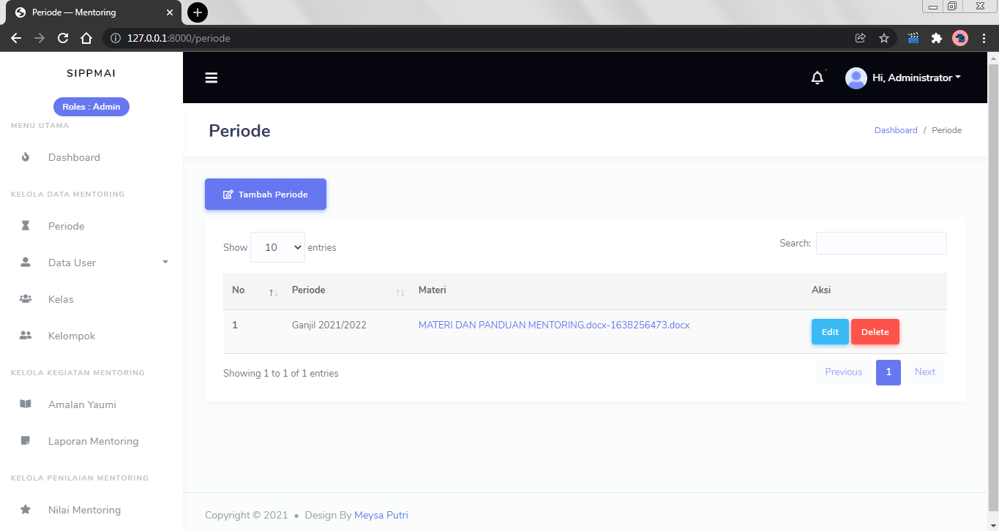 Periode — Mentoring
127.0.0.1:8000/periode
SIPPMAI
Roles : Admin
MENU UTAMA
Dashboard
KELOLA DATA MENTORING
Periode
Data User
Kelas
Kelompok
KELOLA KEGIATAN MENTORING
Amalan Yaumi
Laporan Mentoring
KELOLA PENILAIAN MENTORING
Nilai Mentoring
Hi, Administrator
Periode
Dashboard / Periode
Tambah Periode
Show 10 entries
Search:
No Periode Materi Aksi
1 Ganjil 2021/2022 MATERI DAN PANDUAN MENTORING.docx-1638256473.docx Edit Delete
Showing 1 to 1 of 1 entries
Previous 1 Next
Copyright © 2021 • Design By Meysa Putri